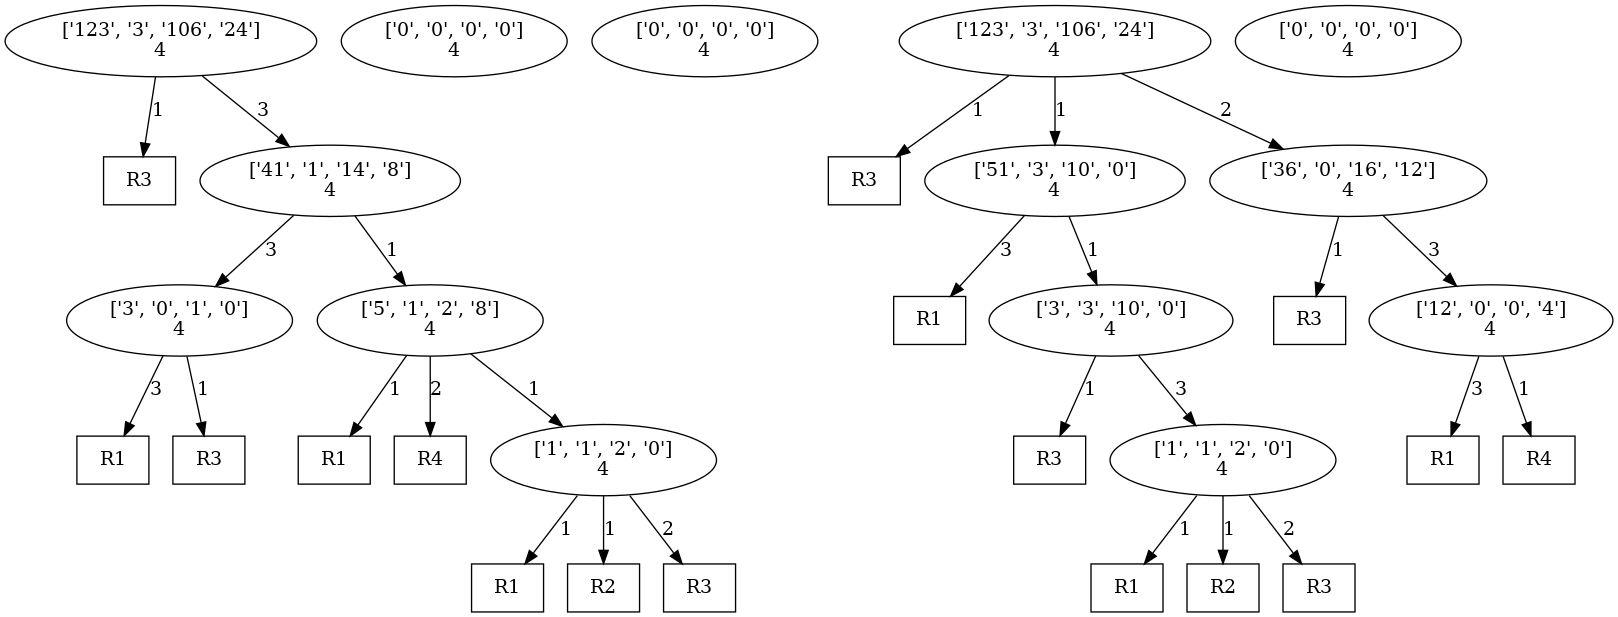 ['123', '3', '106', '24']
4
['0', '0', '0', '0']
4
['0', '0', '0', '0']
4
['123', '3', '106', '24']
4
['0', '0', '0', '0']
4
1
3
1
1
2
R3
['41', '1', '14', '8']
4
R3
['51', '3', '10', '0']
4
['36', '0', '16', '12']
4
3
1
3
1
1
3
['3', '0', '1', '0']
4
['5', '1', '2', '8']
4
R1
['3', '3', '10', '0']
4
R3
['12', '0', '0', '4']
4
3
1
1
2
1
1
3
3
1
R1
R3
R1
R4
['1', '1', '2', '0']
4
R3
['1', '1', '2', '0']
4
R1
R4
1
1
2
1
1
2
R1
R2
R3
R1
R2
R3